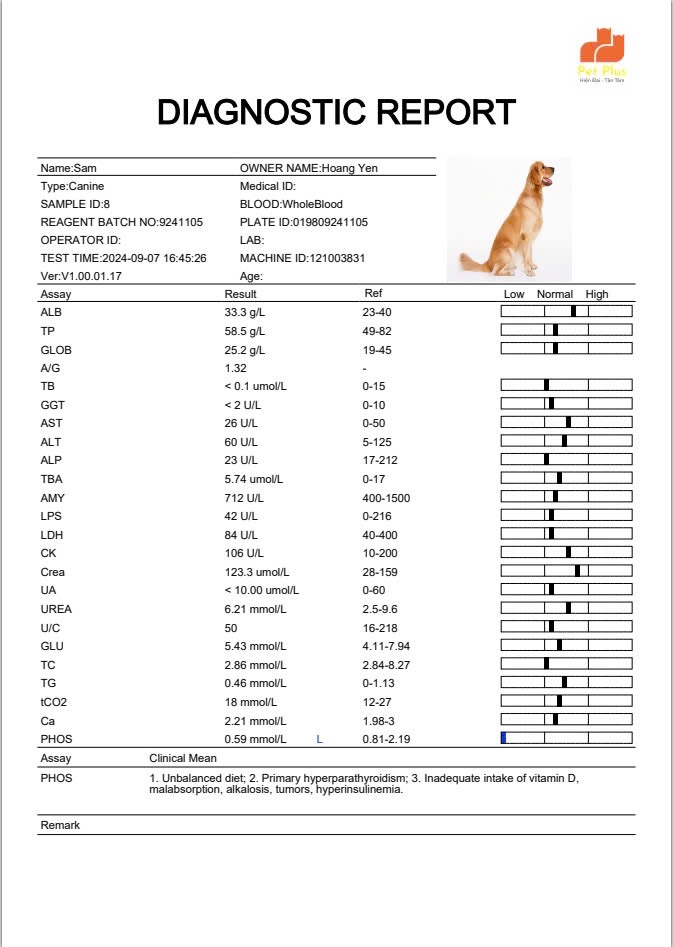 Pet Plus
Hiện Đại - Tận Tâm
DIAGNOSTIC REPORT
Name:Sam OWNER NAME:Hoang Yen
Type:Canine Medical ID:
SAMPLE ID:8 BLOOD:WholeBlood
REAGENT BATCH NO:9241105 PLATE ID:019809241105
OPERATOR ID: LAB:
TEST TIME:2024-09-07 16:45:26 MACHINE ID:121003831
Ver:V1.00.01.17 Age:
Assay Result Ref Low Normal High
ALB 33.3 g/L 23-40
TP 58.5 g/L 49-82
GLOB 25.2 g/L 19-45
A/G 1.32 -
TB < 0.1 umol/L 0-15
GGT < 2 U/L 0-10
AST 26 U/L 0-50
ALT 60 U/L 5-125
ALP 23 U/L 17-212
TBA 5.74 umol/L 0-17
AMY 712 U/L 400-1500
LPS 42 U/L 0-216
LDH 84 U/L 40-400
CK 106 U/L 10-200
Crea 123.3 umol/L 28-159
UA < 10.00 umol/L 0-60
UREA 6.21 mmol/L 2.5-9.6
U/C 50 16-218
GLU 5.43 mmol/L 4.11-7.94
TC 2.86 mmol/L 2.84-8.27
TG 0.46 mmol/L 0-1.13
tCO2 18 mmol/L 12-27
Ca 2.21 mmol/L 1.98-3
PHOS 0.59 mmol/L L 0.81-2.19
Assay Clinical Mean
PHOS 1. Unbalanced diet; 2. Primary hyperparathyroidism; 3. Inadequate intake of vitamin D,
malabsorption, alkalosis, tumors, hyperinsulinemia.
Remark